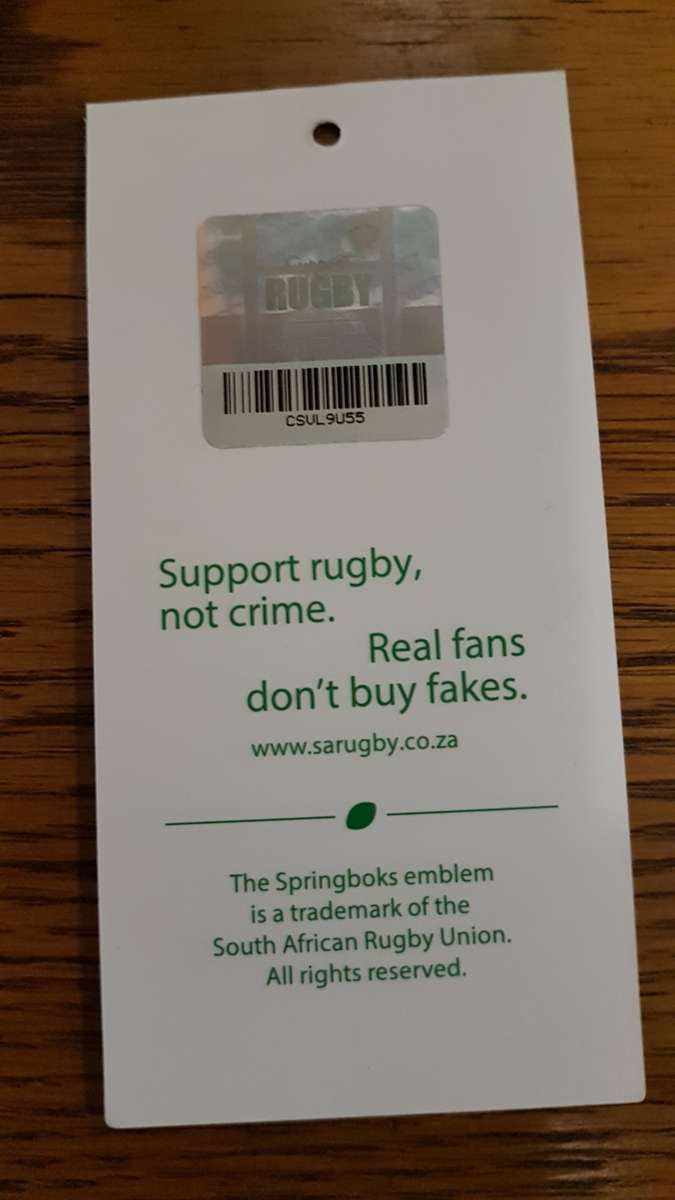 RUGBY
CSVL9U55
Support rugby,
not crime.
Real fans
don't buy fakes.
www.sarugby.co.za
The Springboks emblem
is a trademark of the
South African Rugby Union.
All rights reserved.